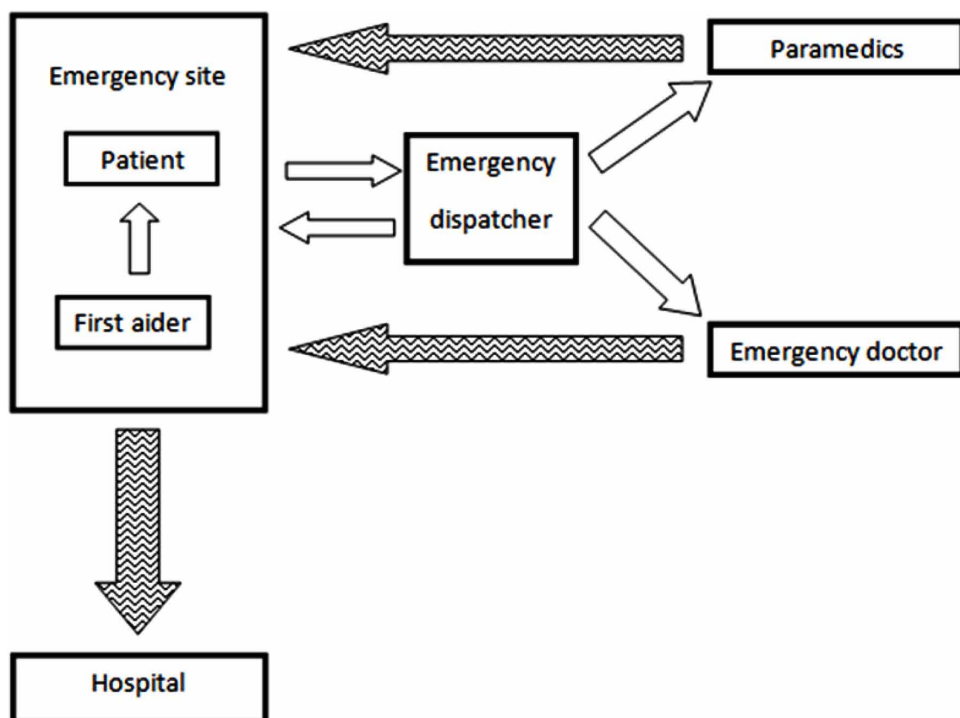 Emergency site
Patient
First aider
Emergency
dispatcher
Paramedics
Emergency doctor
Hospital